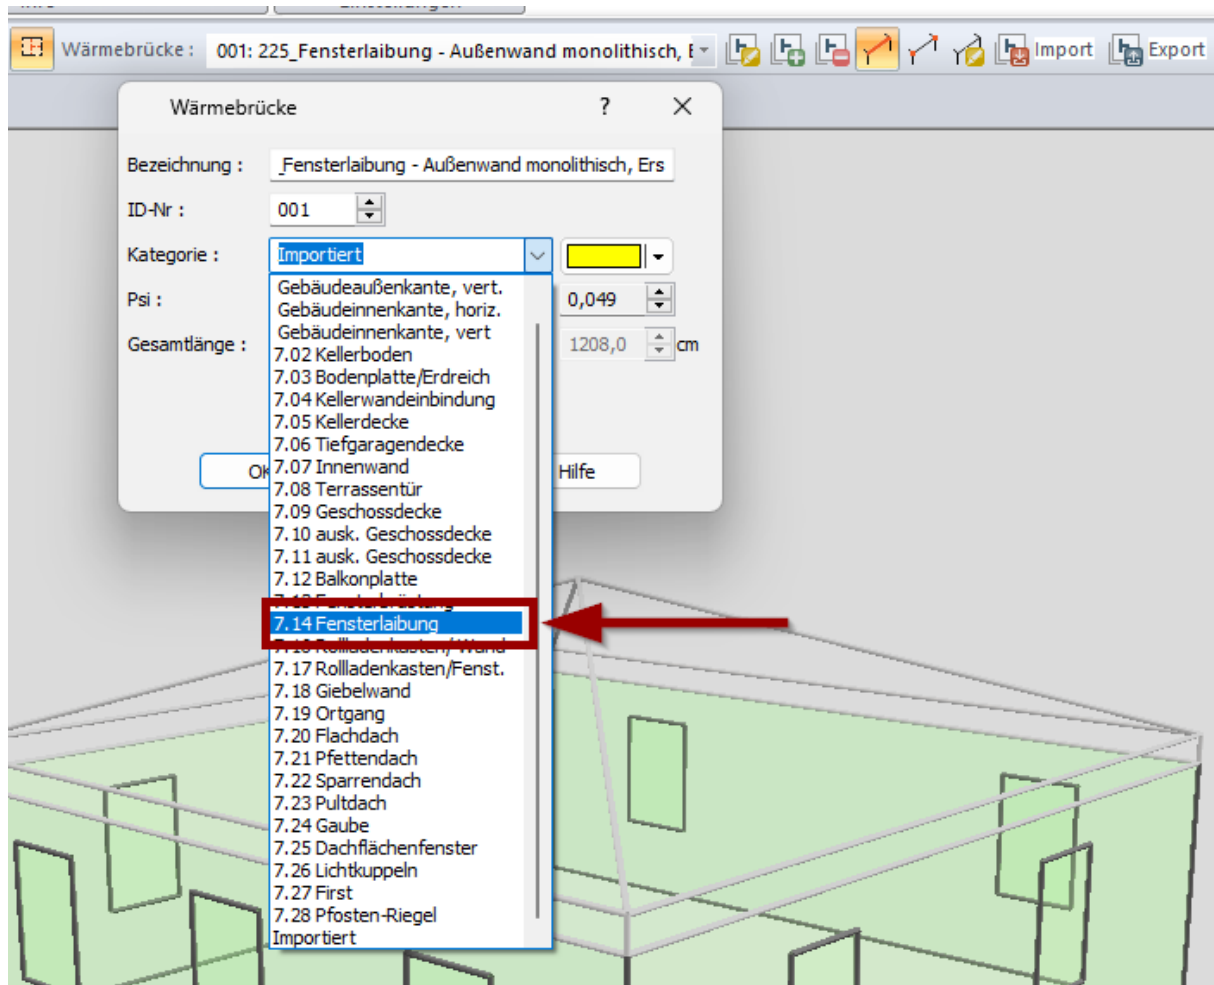 Wärmebrücke : 001: 225_Fensterlaibung - Außenwand monolithisch, E Import Export
Wärmebrücke ?
Bezeichnung : _Fensterlaibung - Außenwand monolithisch, Ers
ID-Nr : 001
Kategorie : Importiert
Psi : 0,049
Gesamtlänge : 1208,0 cm
Hilfe
Gebäudeaußenkante, vert.
Gebäudeinnenkante, horiz.
Gebäudeinnenkante, vert
7.02 Kellerboden
7.03 Bodenplatte/Erdreich
7.04 Kellerwandeinbindung
7.05 Kellerdecke
7.06 Tiefgaragendecke
7.07 Innenwand
7.08 Terrassentür
7.09 Geschossdecke
7.10 ausk. Geschossdecke
7.11 ausk. Geschossdecke
7.12 Balkonplatte
7.14 Fensterlaibung
7.17 Rollladenkasten/Fenst.
7.18 Giebelwand
7.19 Ortgang
7.20 Flachdach
7.21 Pfettendach
7.22 Sparrendach
7.23 Pultdach
7.24 Gaube
7.25 Dachflächenfenster
7.26 Lichtkuppeln
7.27 First
7.28 Pfosten-Riegel
Importiert